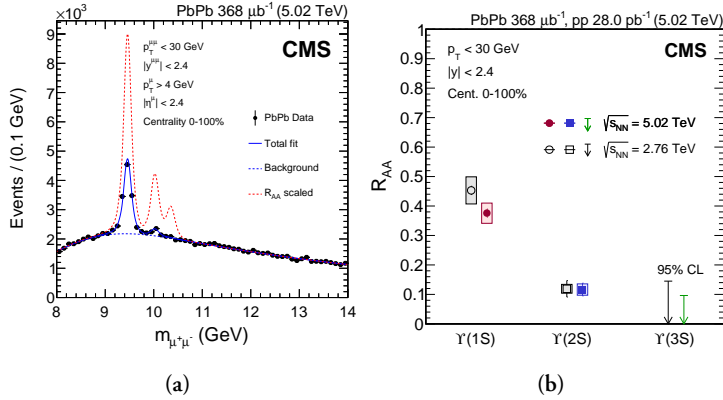 PbPb 368 μb⁻¹ (5.02 TeV)
×10³
CMS
p_T^μμ < 30 GeV
|y^μμ| < 2.4
p_T^μ > 4 GeV
|η^μ| < 2.4
Centrality 0-100%
PbPb Data
Total fit
Background
R_AA scaled
Events / (0.1 GeV)
9
8
7
6
5
4
3
2
1
0
8 9 10 11 12 13 14
m_μ⁺μ⁻ (GeV)
(a)
PbPb 368 μb⁻¹, pp 28.0 pb⁻¹ (5.02 TeV)
CMS
p_T < 30 GeV
|y| < 2.4
Cent. 0-100%
√s_NN = 5.02 TeV
√s_NN = 2.76 TeV
R_AA
1
0.9
0.8
0.7
0.6
0.5
0.4
0.3
0.2
0.1
0
95% CL
ϒ(1S) ϒ(2S) ϒ(3S)
(b)